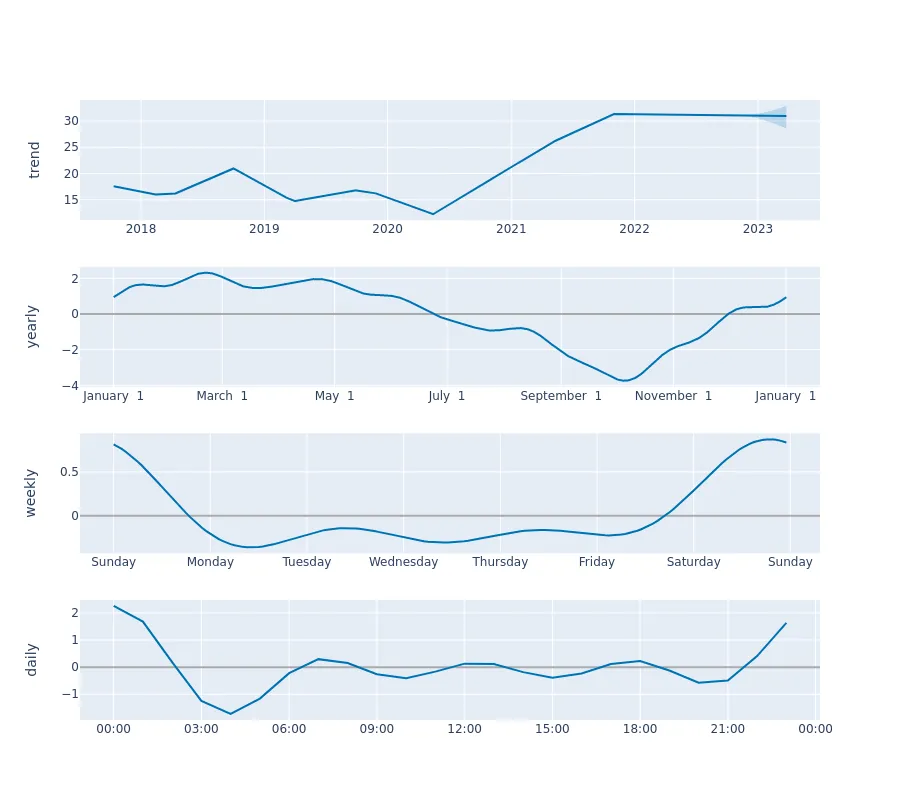 trend
30
25
20
15
2018 2019 2020 2021 2022 2023
yearly
2
0
−2
−4
January 1 March 1 May 1 July 1 September 1 November 1 January 1
weekly
0.5
0
Sunday Monday Tuesday Wednesday Thursday Friday Saturday Sunday
daily
2
1
0
−1
00:00 03:00 06:00 09:00 12:00 15:00 18:00 21:00 00:00